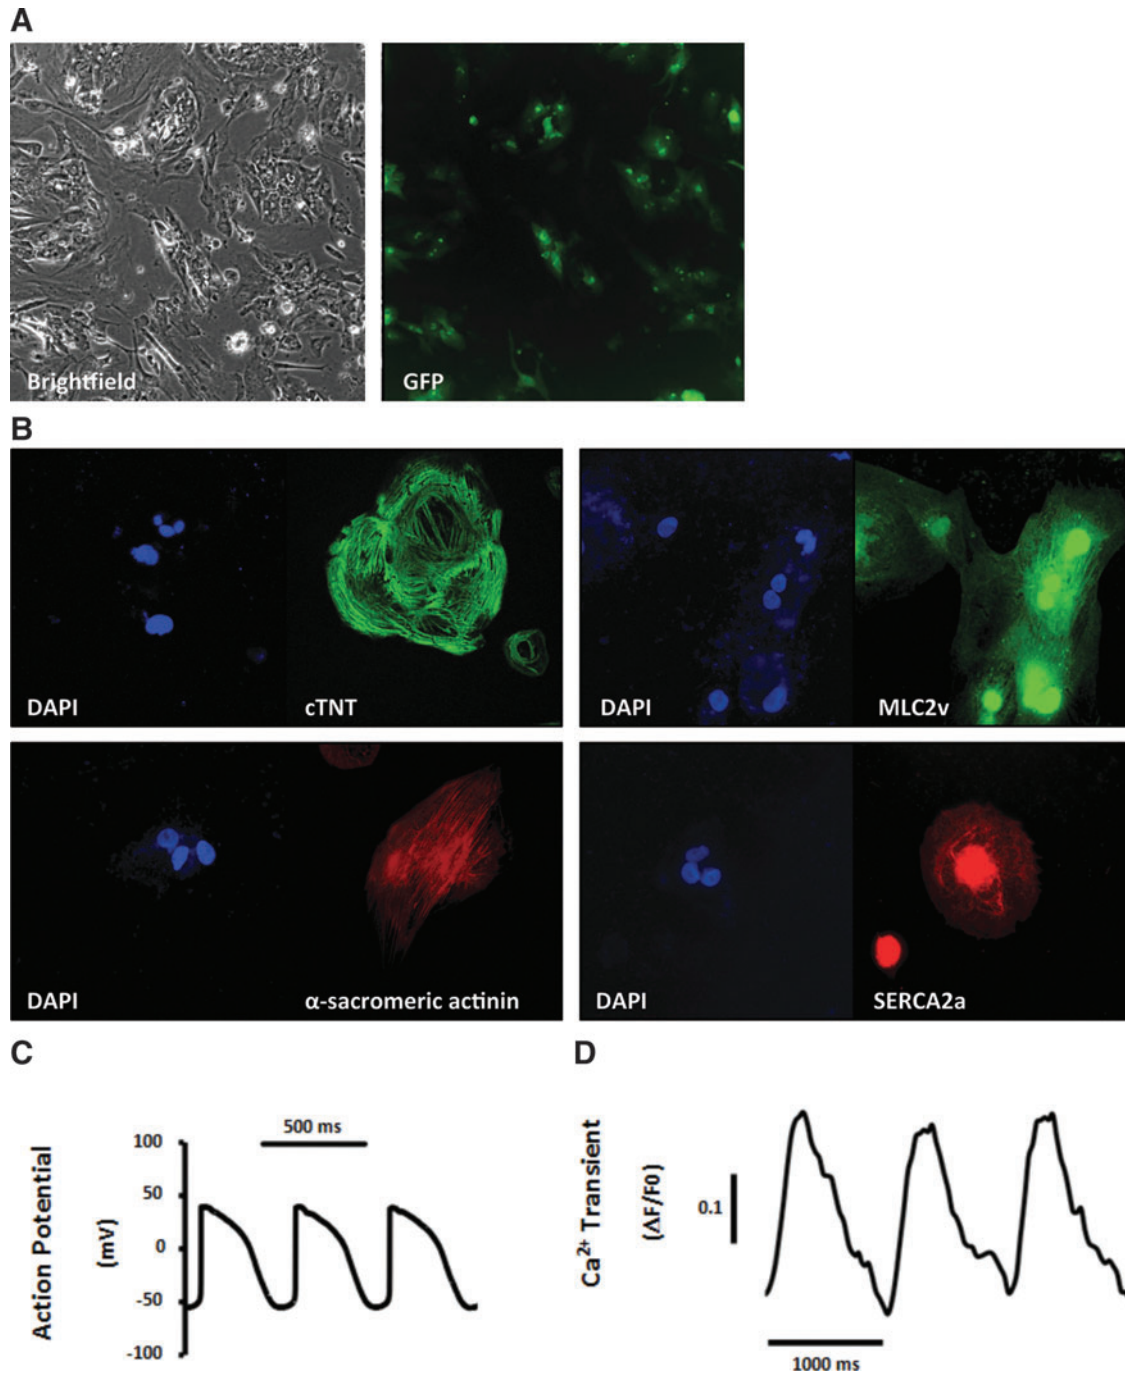 A
Brightfield
GFP
B
DAPI
cTNT
DAPI
MLC2v
DAPI
α-sacromeric actinin
DAPI
SERCA2a
C
D
Action Potential
(mV)
500 ms
100
50
0
-50
-100
Ca²⁺ Transient
(ΔF/F0)
0.1
1000 ms